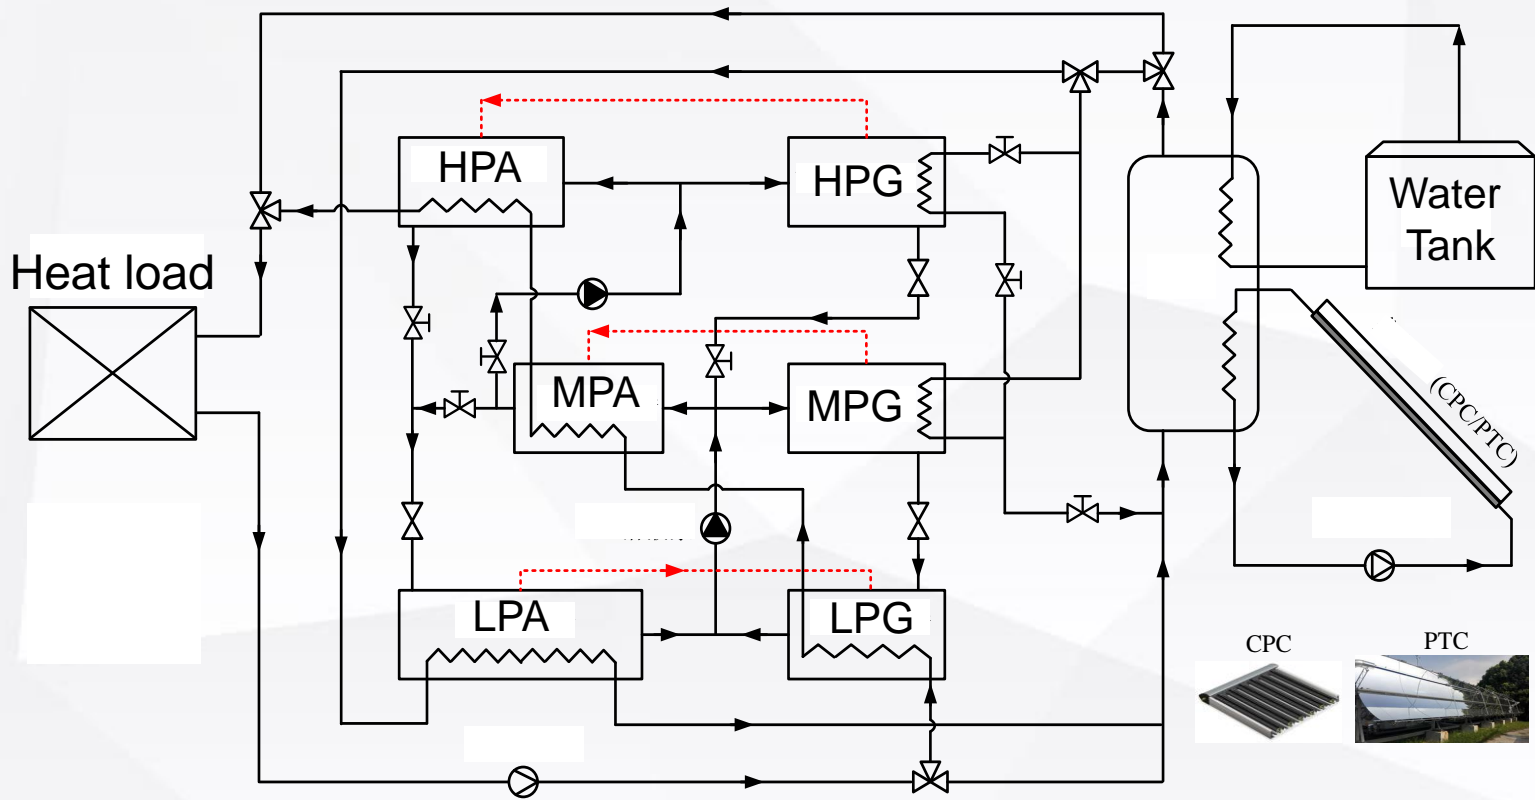 HPA
HPG
Water
Tank
Heat load
MPA
MPG
(CPC/PTC)
LPA
LPG
CPC
PTC